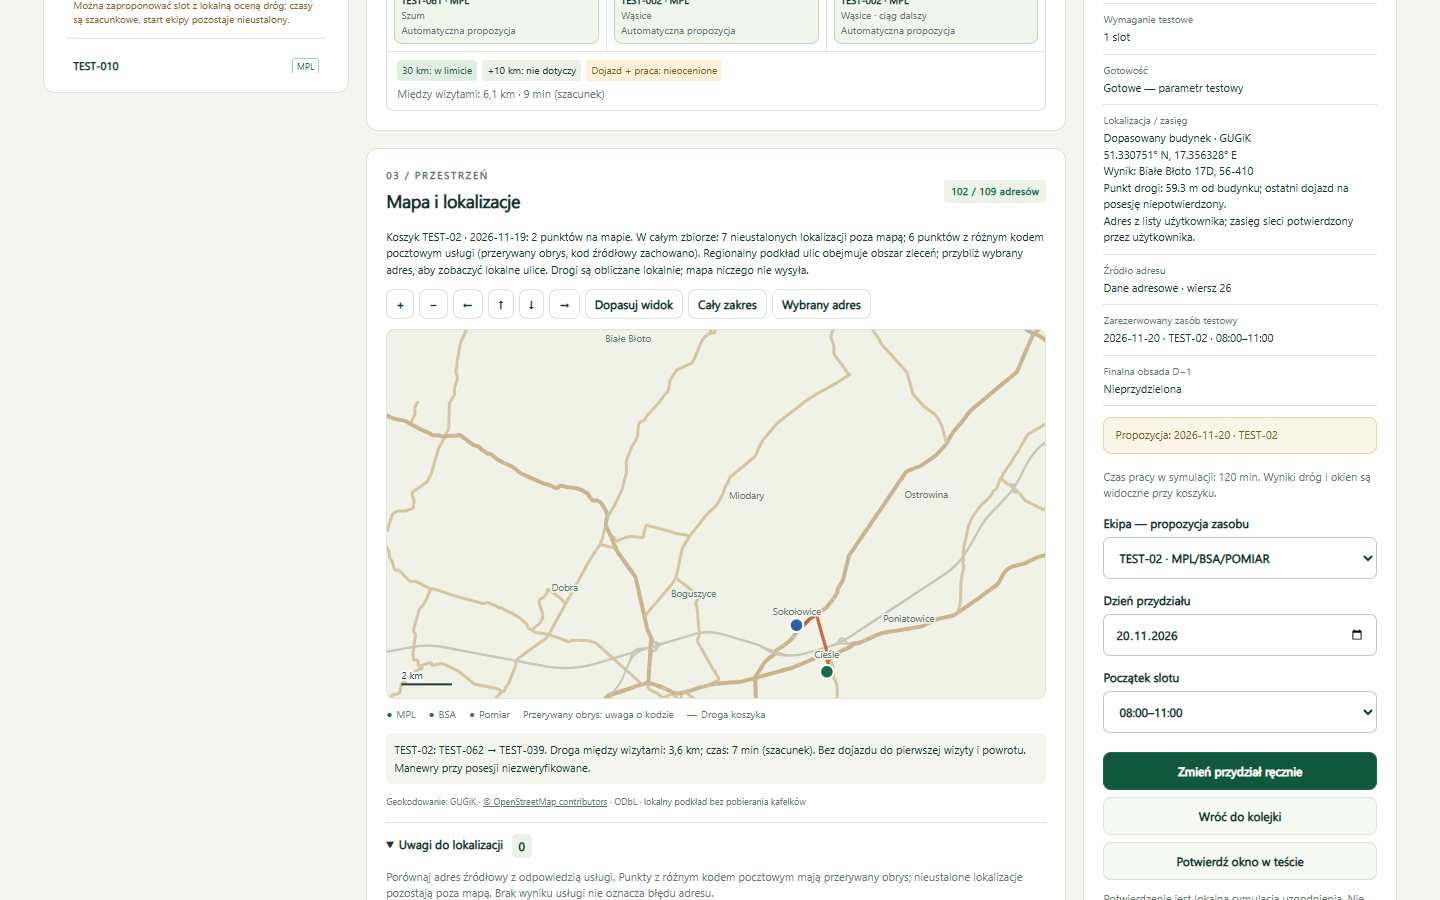 Można zaproponować slot z lokalną oceną dróg; czasy
są szacunkowe, start ekipy pozostaje nieustalony.
TEST-010
MPL
TEST-061 · MPL
Szum
Automatyczna propozycja
TEST-002 · MPL
Wąsice
Automatyczna propozycja
TEST-002 · MPL
Wąsice · ciąg dalszy
Automatyczna propozycja
30 km: w limicie
+10 km: nie dotyczy
Dojazd + praca: nieocenione
Między wizytami: 6,1 km · 9 min (szacunek)
03 / PRZESTRZEŃ
Mapa i lokalizacje
102 / 109 adresów
Koszyk TEST-02 · 2026-11-19: 2 punktów na mapie. W całym zbiorze: 7 nieustalonych lokalizacji poza mapą; 6 punktów z różnym kodem
pocztowym usługi (przerywany obrys, kod źródłowy zachowano). Regionalny podkład ulic obejmuje obszar zleceń; przybliż wybrany
adres, aby zobaczyć lokalne ulice. Drogi są obliczane lokalnie; mapa niczego nie wysyła.
+
−
←
↑
↓
→
Dopasuj widok
Cały zakres
Wybrany adres
Białe Błoto
Miodary
Ostrowina
Dobra
Boguszyce
Sokołowice
Poniatowice
Cieśle
2 km
MPL
BSA
Pomiar
Przerywany obrys: uwaga o kodzie
— Droga koszyka
TEST-02: TEST-062 → TEST-039. Droga między wizytami: 3,6 km; czas: 7 min (szacunek). Bez dojazdu do pierwszej wizyty i powrotu.
Manewry przy posesji niezweryfikowane.
Geokodowanie: GUGiK · © OpenStreetMap contributors · ODbL · lokalny podkład bez pobierania kafelków
▼ Uwagi do lokalizacji 0
Porównaj adres źródłowy z odpowiedzią usługi. Punkty z różnym kodem pocztowym mają przerywany obrys; nieustalone lokalizacje
pozostają poza mapą. Brak wyniku usługi nie oznacza błędu adresu.
Wymaganie testowe
1 slot
Gotowość
Gotowe — parametr testowy
Lokalizacja / zasięg
Dopasowany budynek · GUGiK
51.330751° N, 17.356328° E
Wynik: Białe Błoto 17D, 56-410
Punkt drogi: 59.3 m od budynku; ostatni dojazd na
posesję niepotwierdzony.
Adres z listy użytkownika; zasięg sieci potwierdzony
przez użytkownika.
Źródło adresu
Dane adresowe · wiersz 26
Zarezerwowany zasób testowy
2026-11-20 · TEST-02 · 08:00–11:00
Finalna obsada D−1
Nieprzydzielona
Propozycja: 2026-11-20 · TEST-02
Czas pracy w symulacji: 120 min. Wyniki dróg i okien są
widoczne przy koszyku.
Ekipa — propozycja zasobu
TEST-02 · MPL/BSA/POMIAR
Dzień przydziału
20.11.2026
Początek slotu
08:00–11:00
Zmień przydział ręcznie
Wróć do kolejki
Potwierdź okno w teście
Potwierdzenie jest lokalną symulacją uzgodnienia. Nie